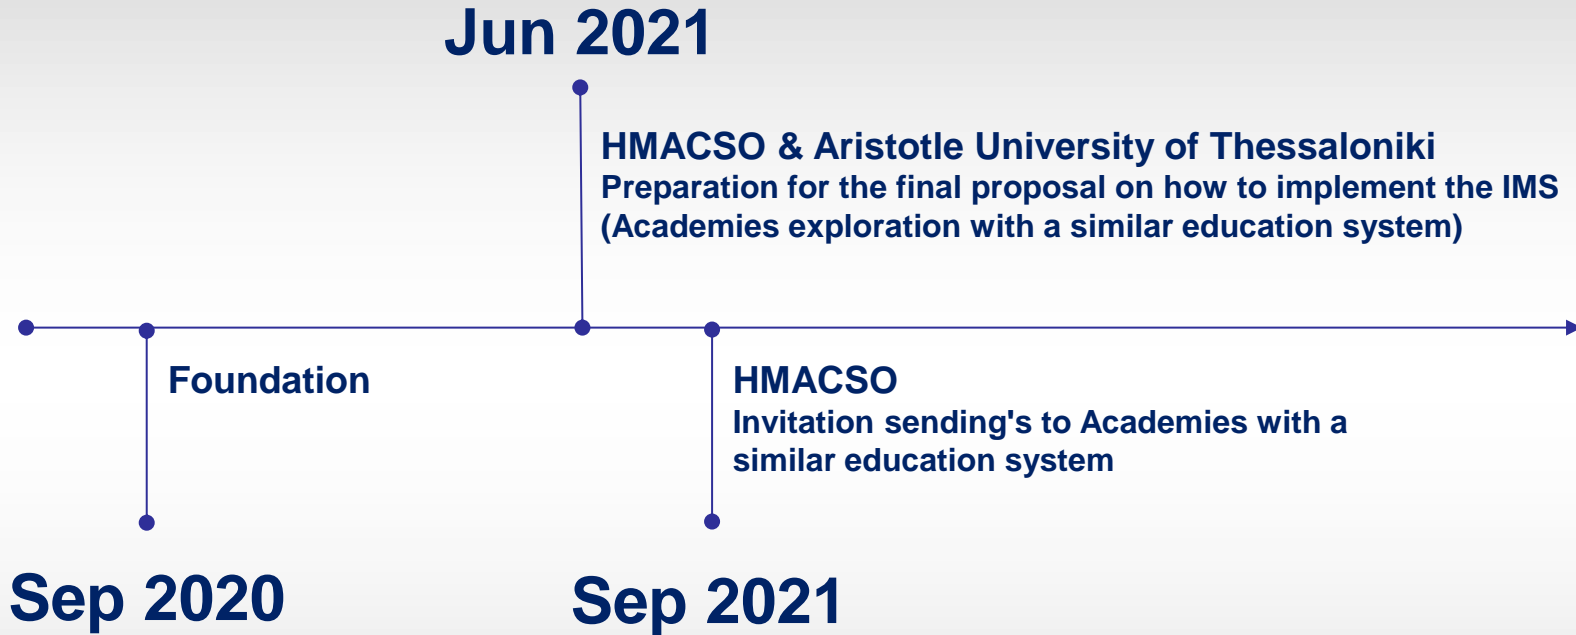 Jun 2021
HMACSO & Aristotle University of Thessaloniki
Preparation for the final proposal on how to implement the IMS
(Academies exploration with a similar education system)
Foundation
HMACSO
Invitation sending's to Academies with a
similar education system
Sep 2020
Sep 2021